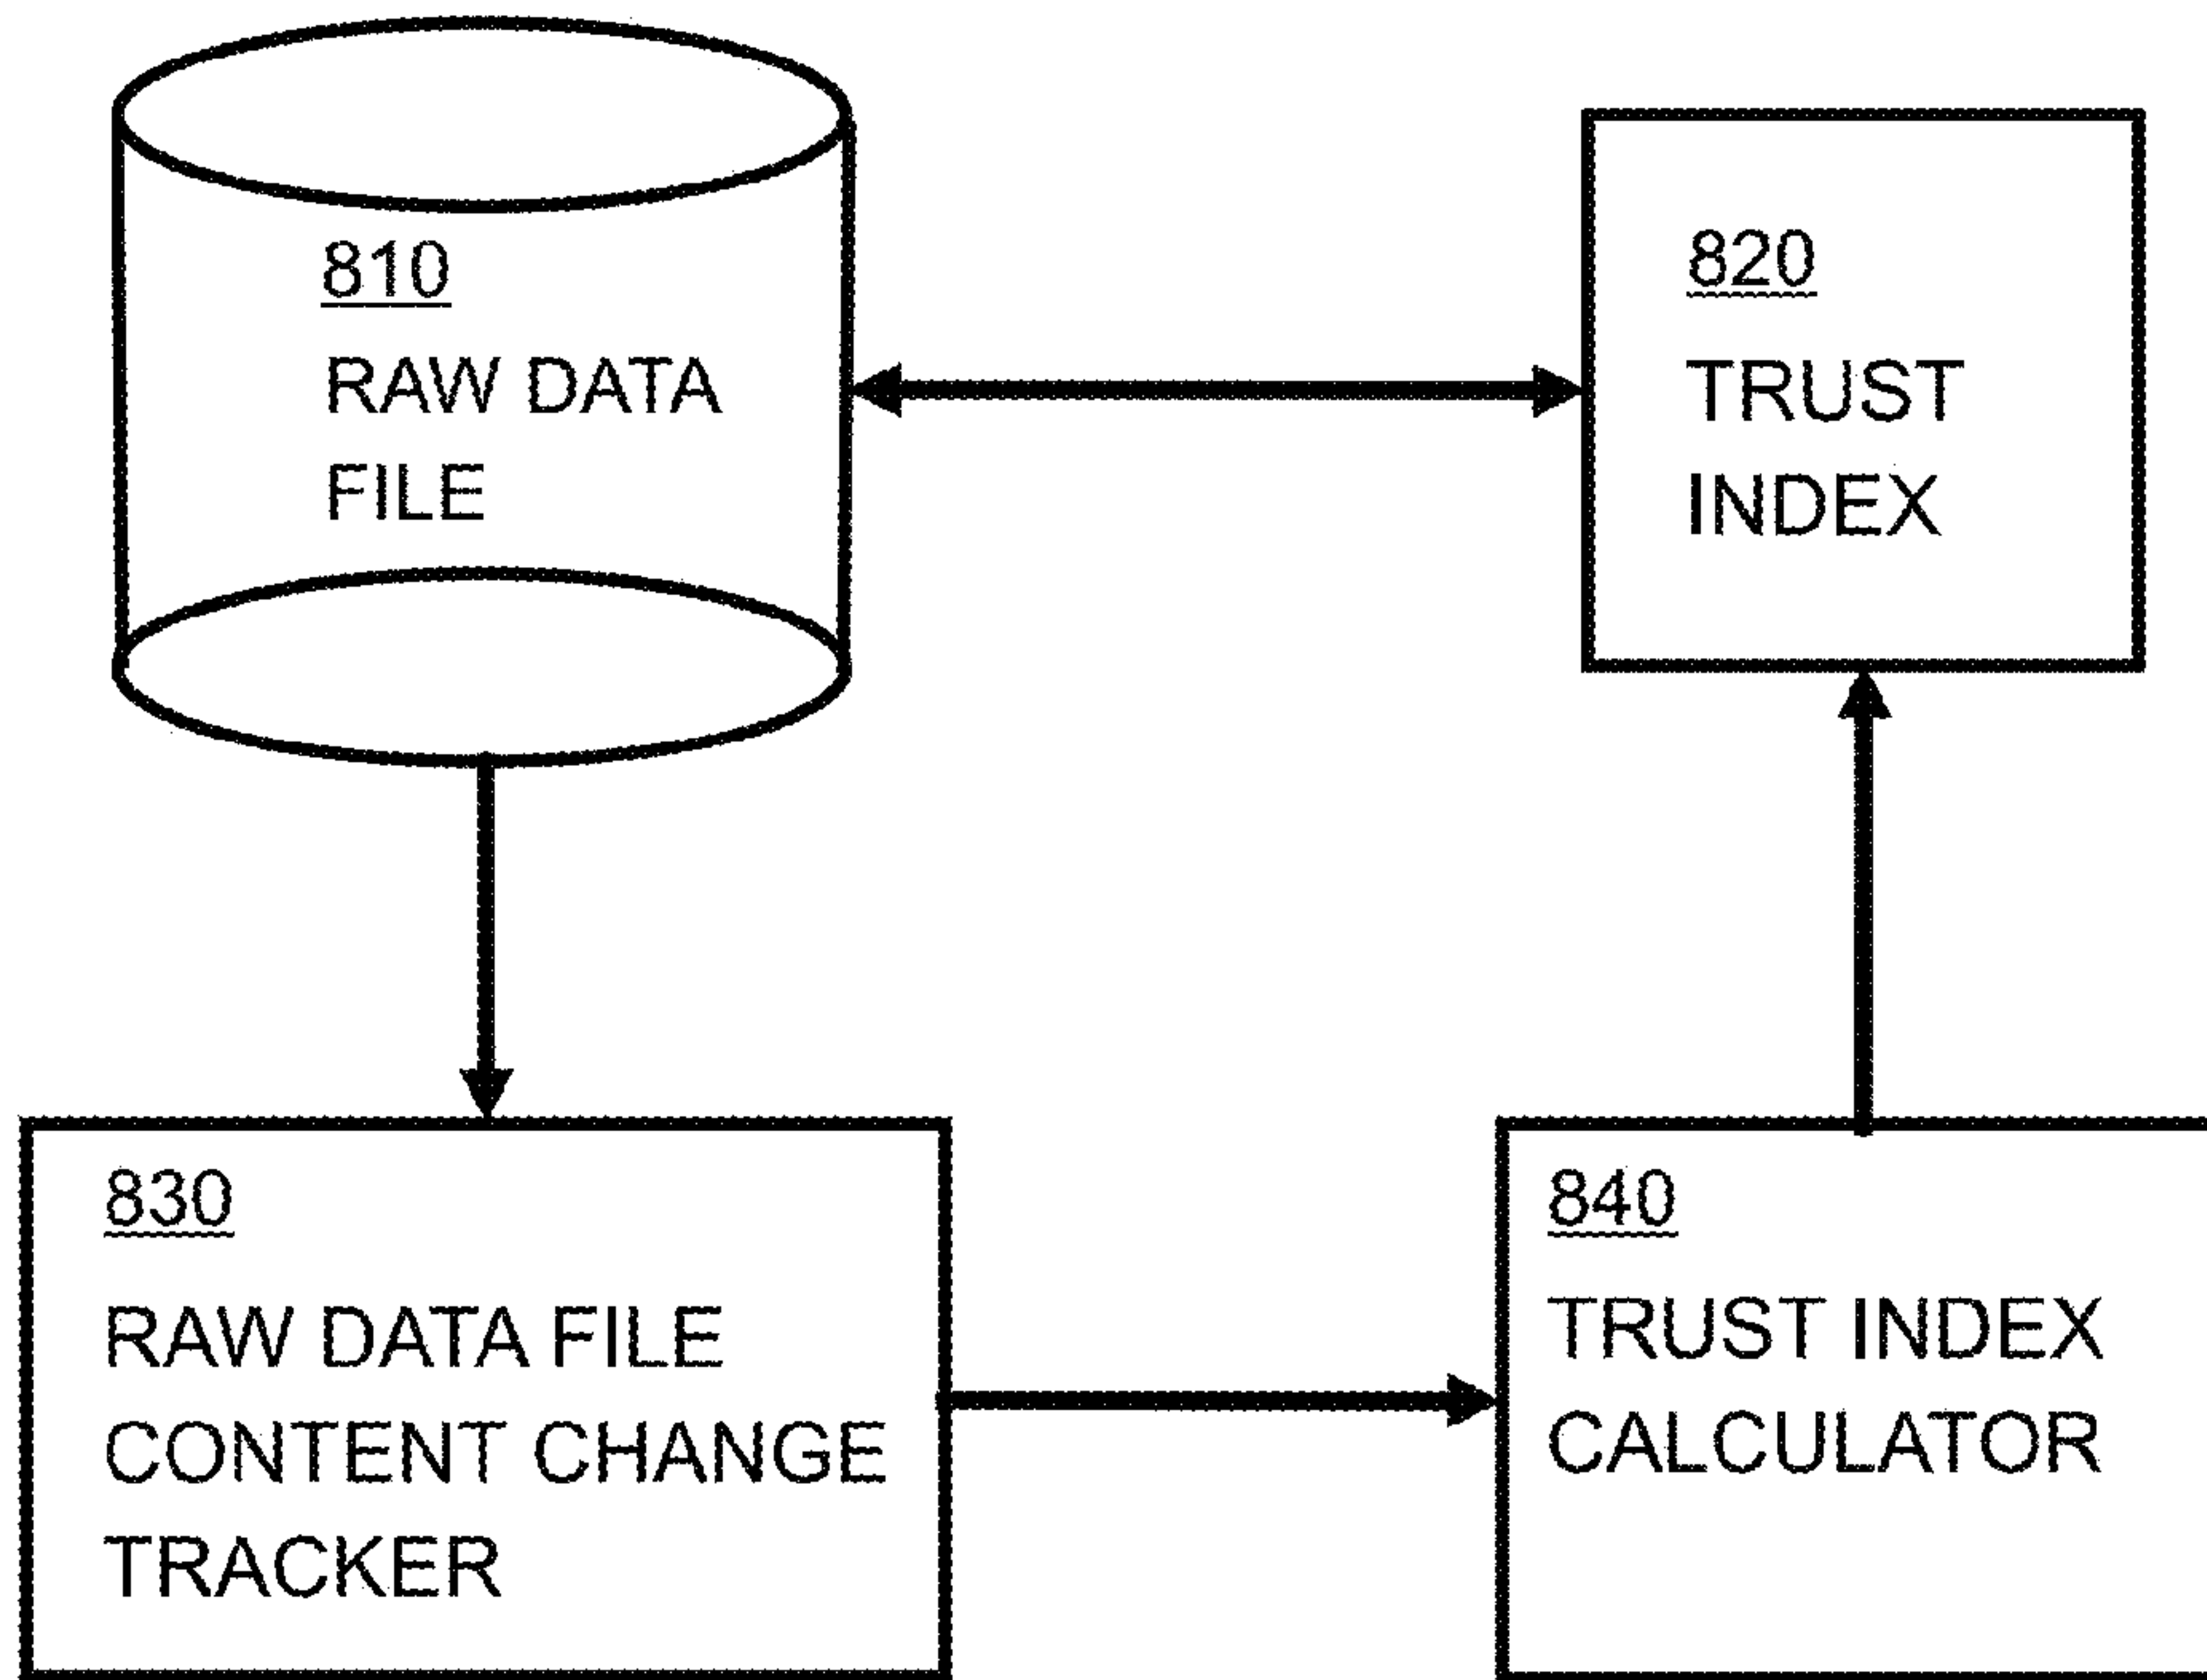 810
RAW DATA
FILE
820
TRUST
INDEX
830
RAW DATA FILE
CONTENT CHANGE
TRACKER
840
TRUST INDEX
CALCULATOR